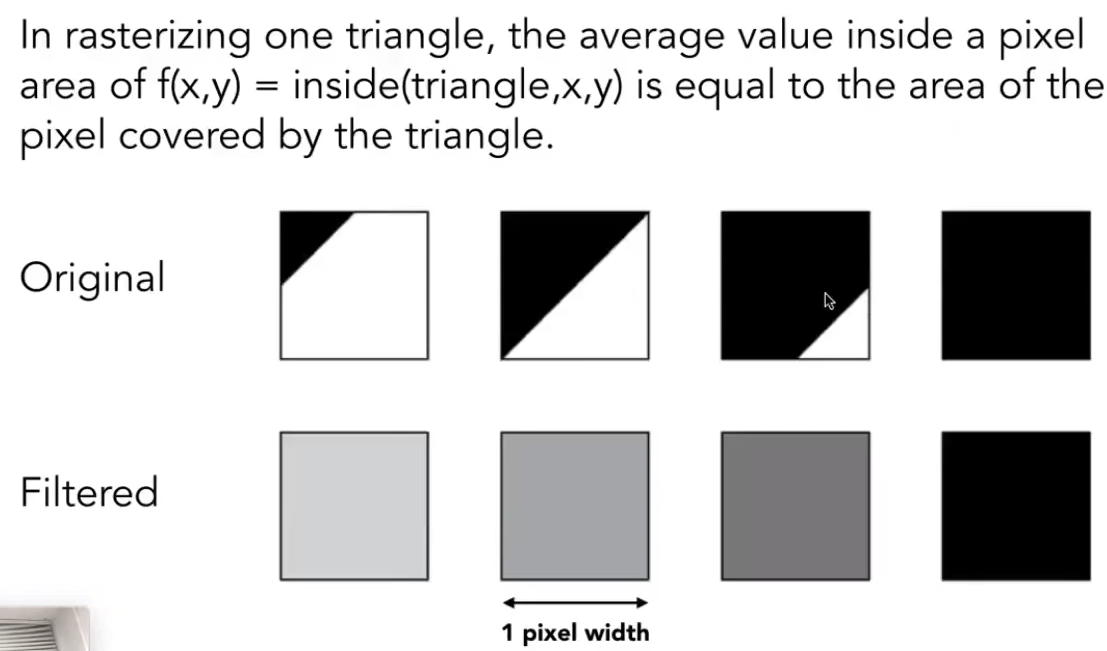 In rasterizing one triangle, the average value inside a pixel
area of f(x,y) = inside(triangle,x,y) is equal to the area of the
pixel covered by the triangle.
Original
Filtered
1 pixel width